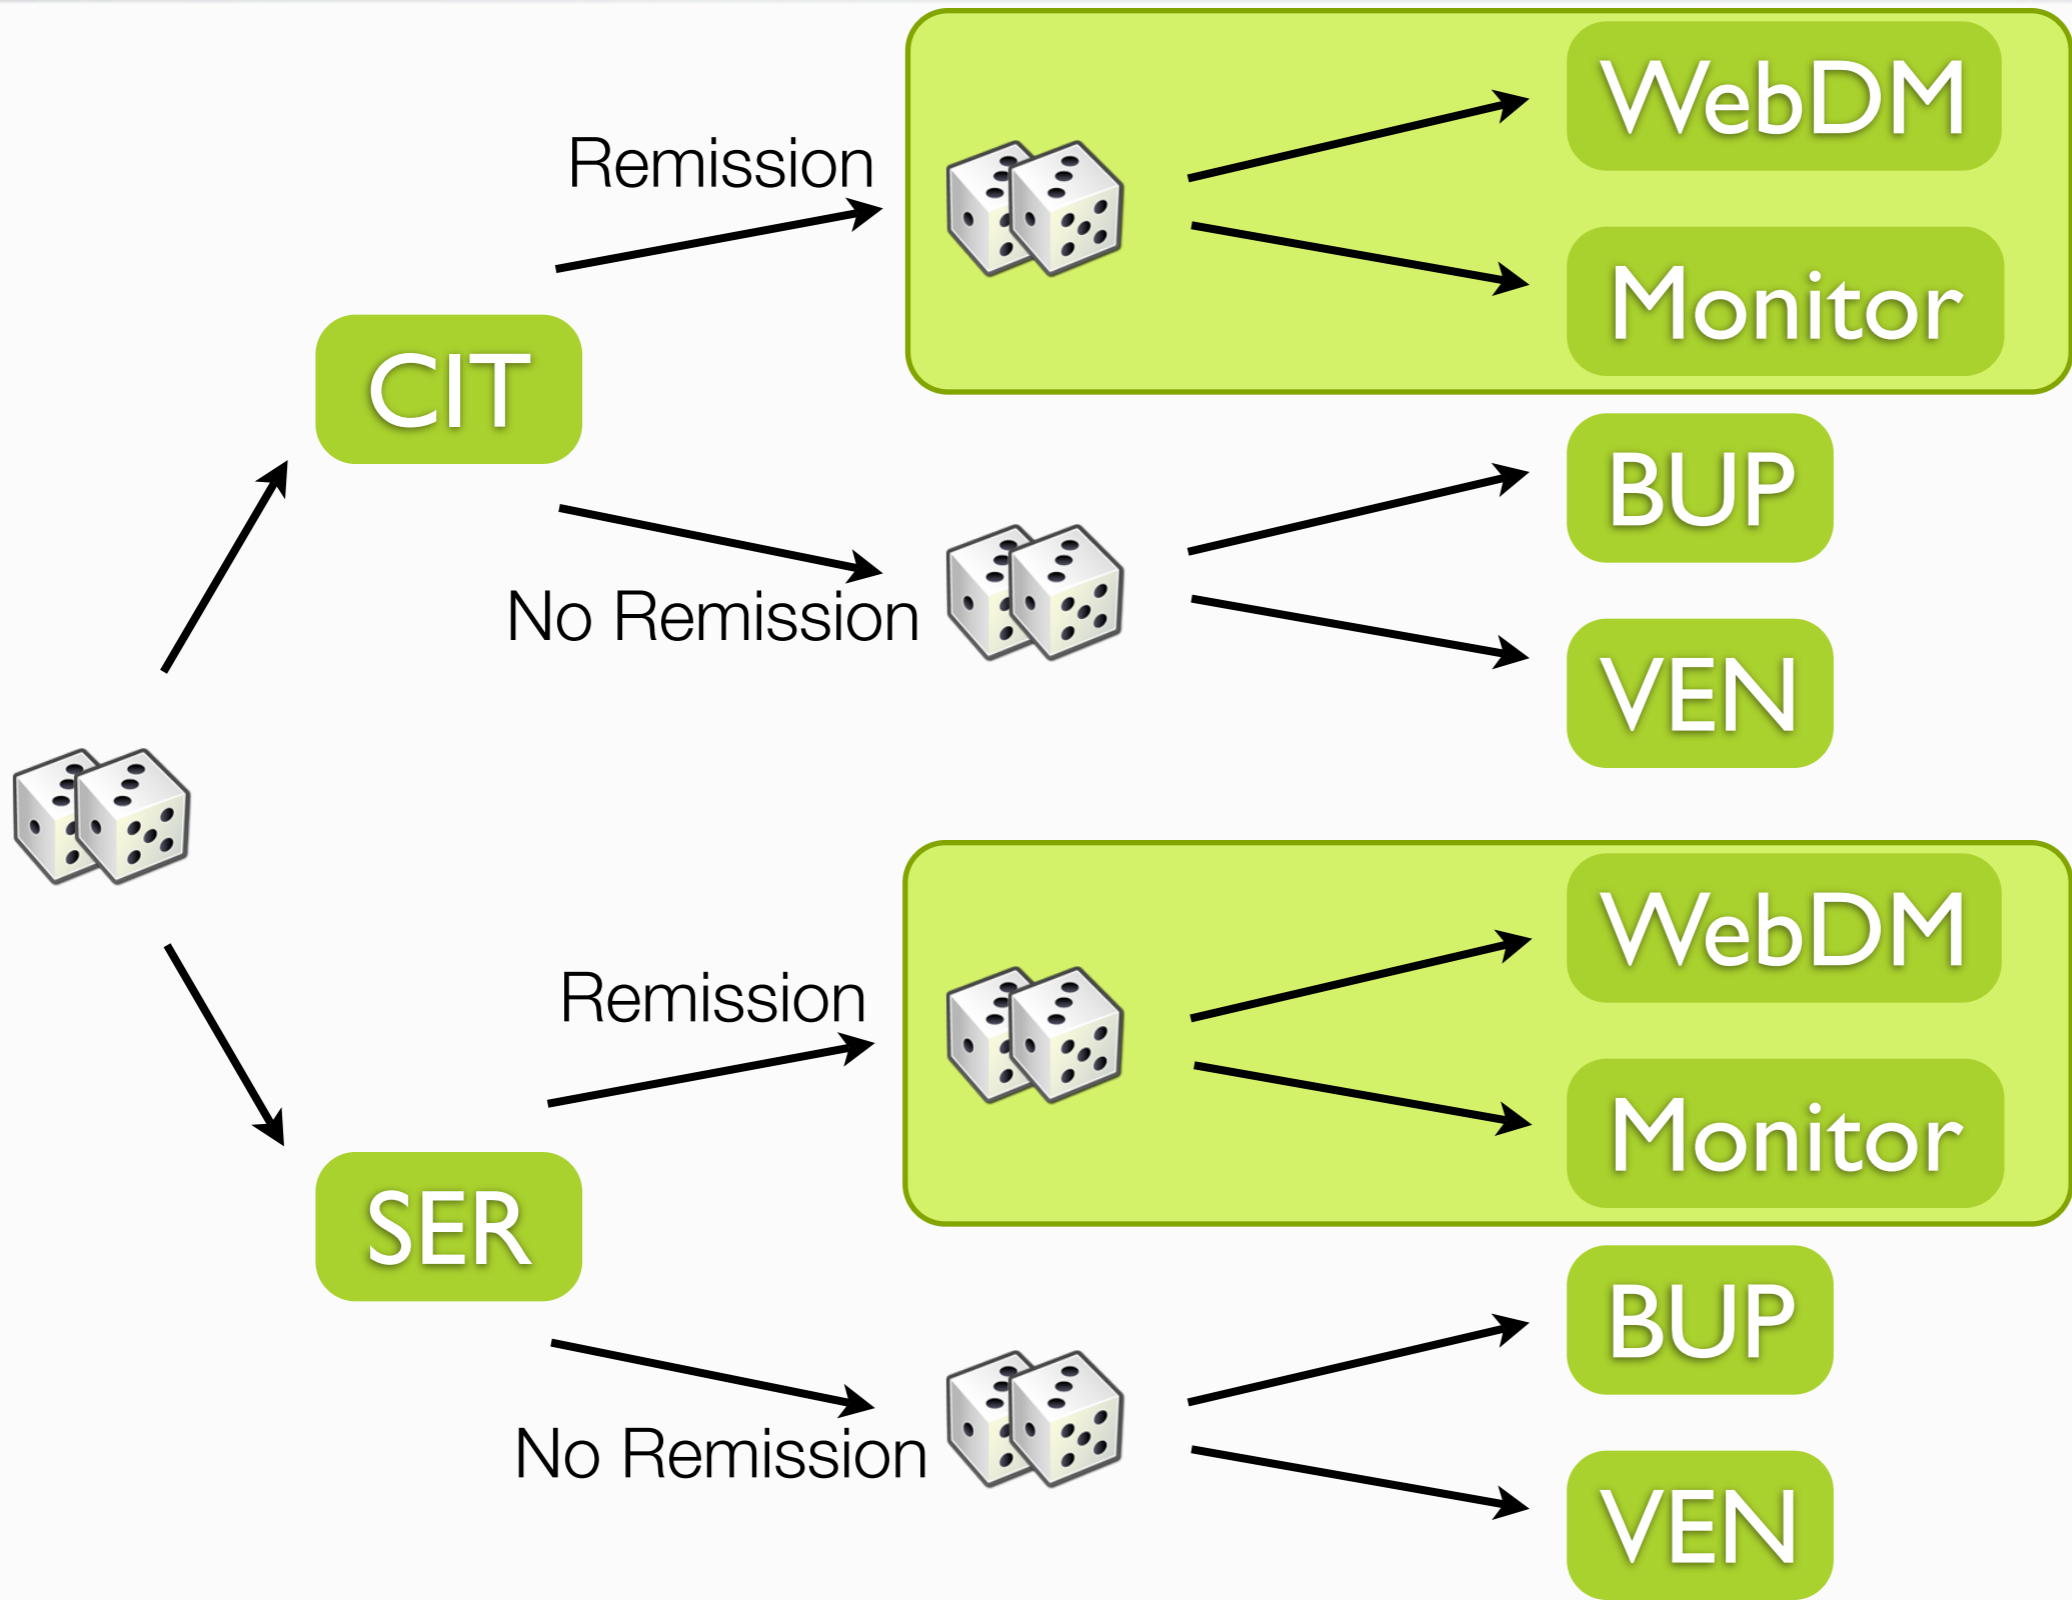 WebDM
Remission
Monitor
CIT
BUP
No Remission
VEN
WebDM
Remission
Monitor
SER
BUP
No Remission
VEN